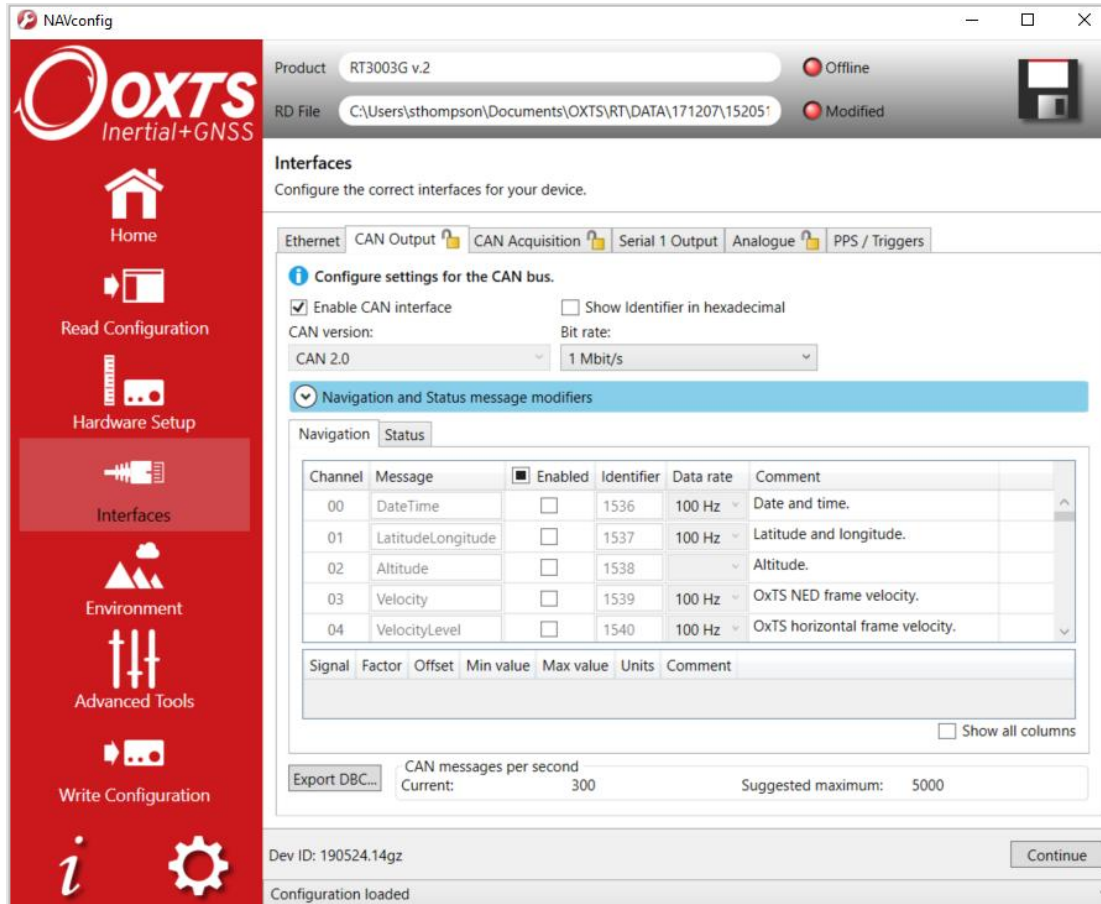 NAVconfig
OXTS
Inertial+GNSS
Home
Read Configuration
Hardware Setup
Interfaces
Environment
Advanced Tools
Write Configuration
i
Product RT3003G v.2 Offline
RD File C:\Users\sthompson\Documents\OXTS\RT\DATA\171207\152051 Modified
Interfaces
Configure the correct interfaces for your device.
Ethernet CAN Output CAN Acquisition Serial 1 Output Analogue PPS / Triggers
Configure settings for the CAN bus.
Enable CAN interface Show Identifier in hexadecimal
CAN version: Bit rate:
CAN 2.0 1 Mbit/s
Navigation and Status message modifiers
Navigation Status
Channel Message Enabled Identifier Data rate Comment
00 DateTime 1536 100 Hz Date and time.
01 LatitudeLongitude 1537 100 Hz Latitude and longitude.
02 Altitude 1538 Altitude.
03 Velocity 1539 100 Hz OxTS NED frame velocity.
04 VelocityLevel 1540 100 Hz OxTS horizontal frame velocity.
Signal Factor Offset Min value Max value Units Comment
Show all columns
Export DBC... CAN messages per second
Current: 300 Suggested maximum: 5000
Dev ID: 190524.14gz Continue
Configuration loaded